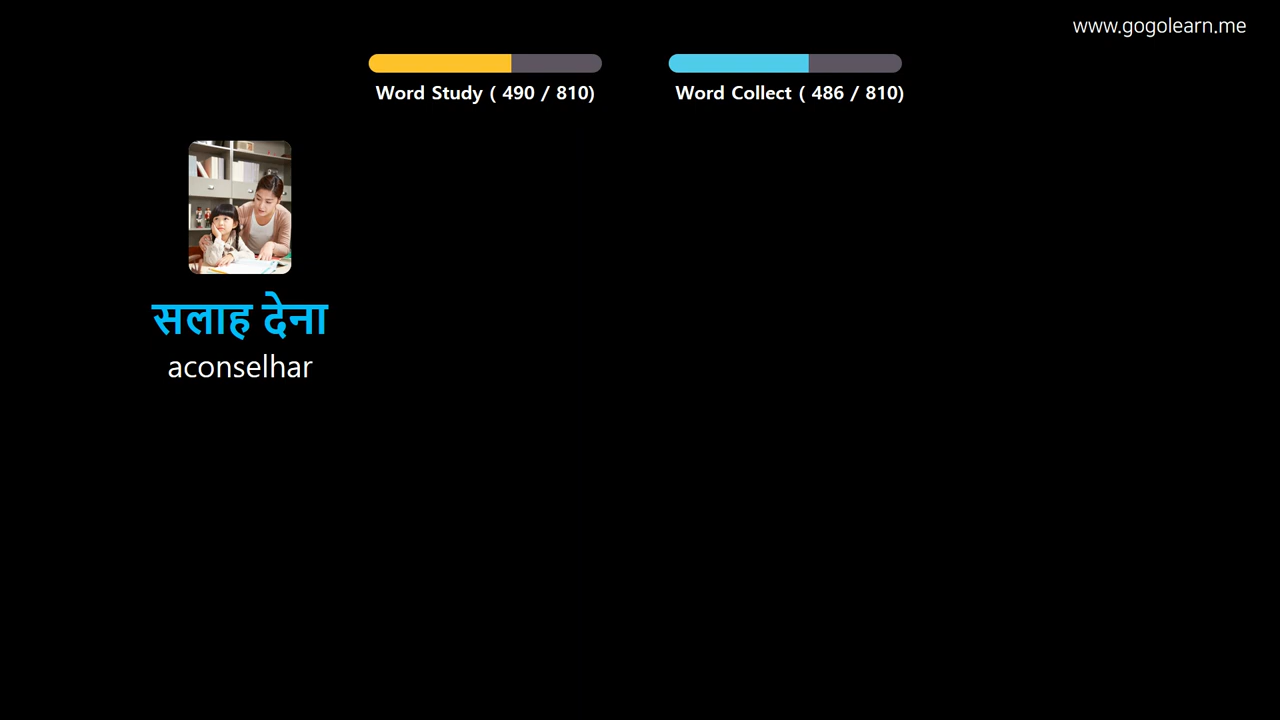 www.gogolearn.me
Word Study ( 490 / 810)
Word Collect ( 486 / 810)
सलाह देना
aconselhar